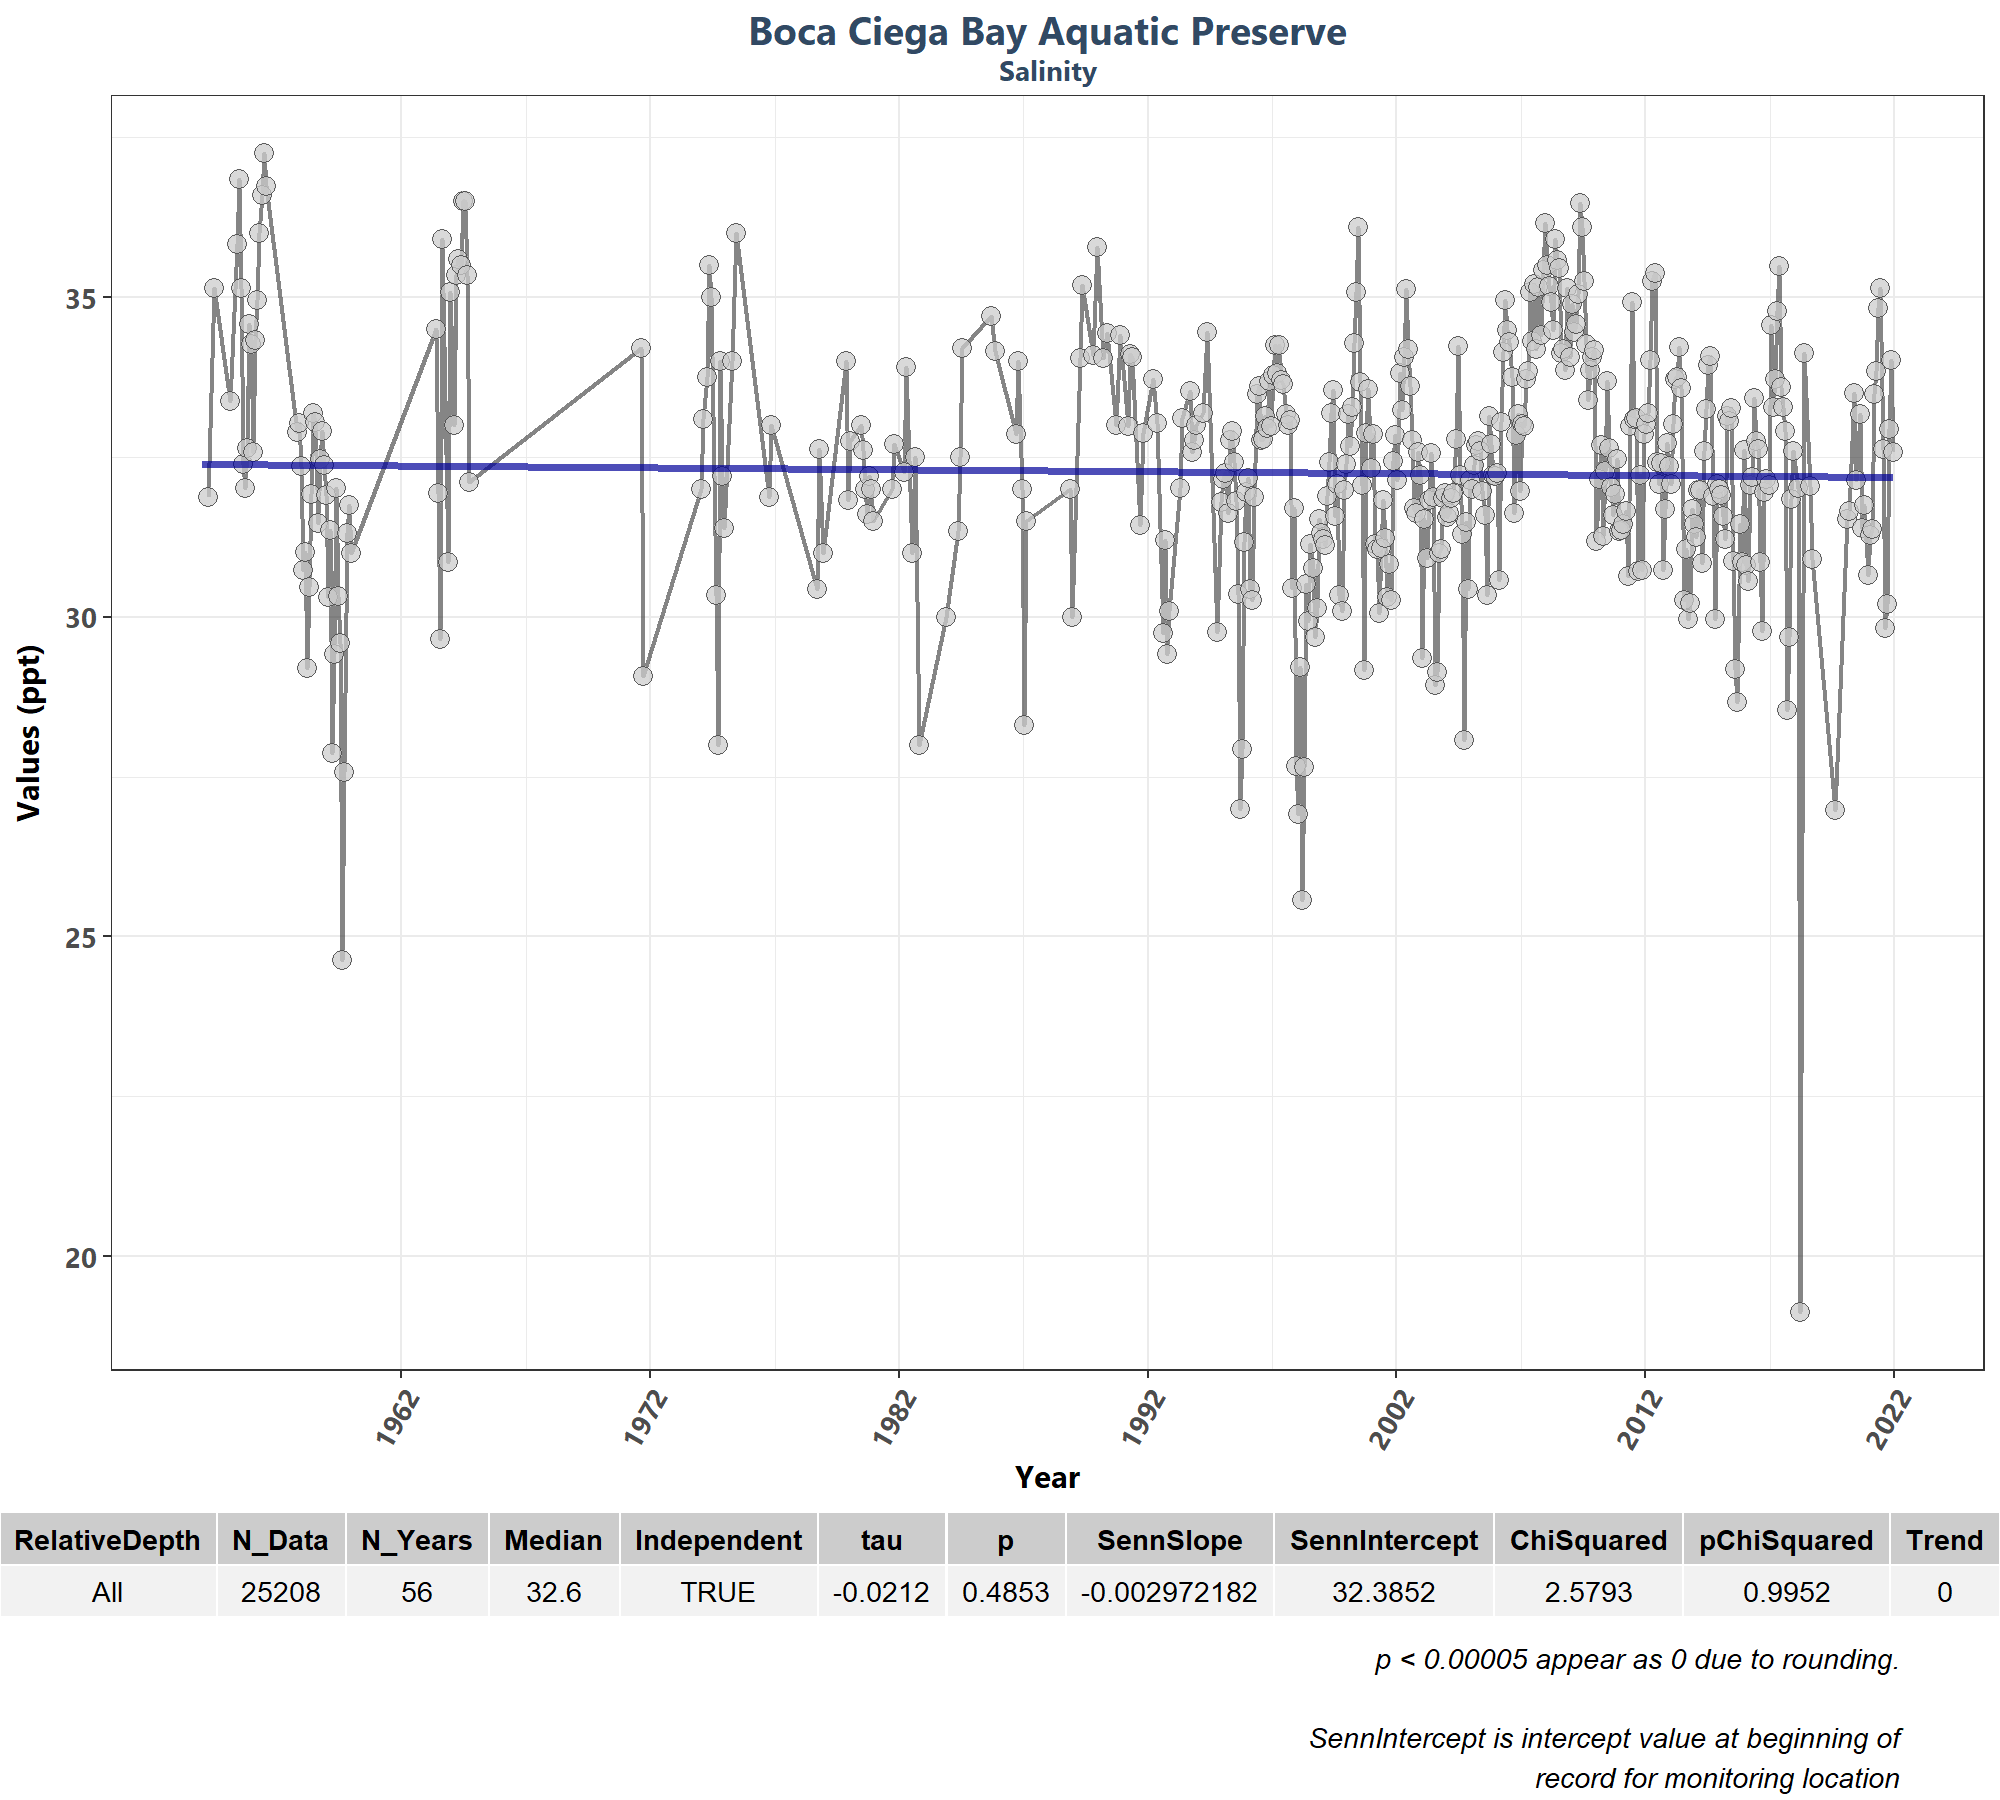 Boca Ciega Bay Aquatic Preserve
Salinity
35
30
25
20
Values (ppt)
1962 1972 1982 1992 2002 2012 2022
Year
RelativeDepth N_Data N_Years Median Independent tau p SennSlope SennIntercept ChiSquared pChiSquared Trend
All 25208 56 32.6 TRUE -0.0212 0.4853 -0.002972182 32.3852 2.5793 0.9952 0
p < 0.00005 appear as 0 due to rounding.
SennIntercept is intercept value at beginning of
record for monitoring location